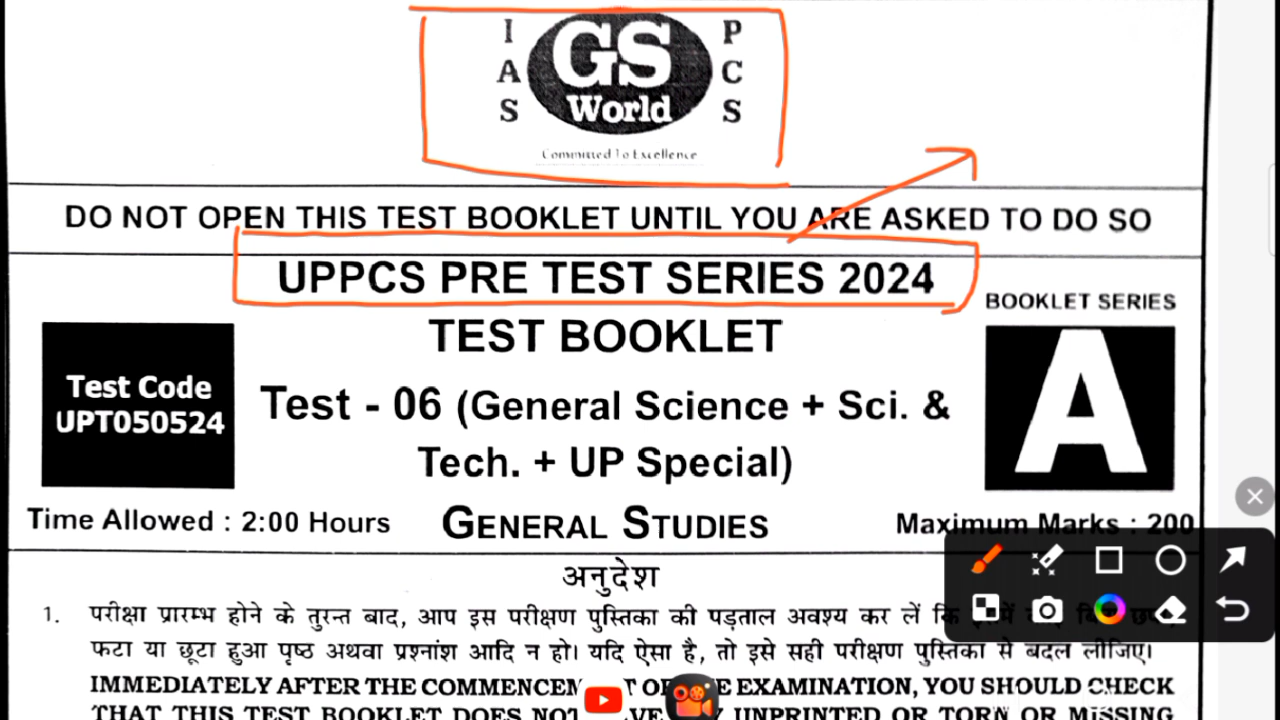 I A S
GS
World
P C S
Committed To Excellence
DO NOT OPEN THIS TEST BOOKLET UNTIL YOU ARE ASKED TO DO SO
UPPCS PRE TEST SERIES 2024
BOOKLET SERIES
A
TEST BOOKLET
Test Code
UPT050524
Test - 06 (General Science + Sci. &
Tech. + UP Special)
Time Allowed : 2:00 Hours
GENERAL STUDIES
Maximum Marks : 200
अनुदेश
1. परीक्षा प्रारम्भ होने के तुरन्त बाद, आप इस परीक्षण पुस्तिका की पड़ताल अवश्य कर लें
फटा या छूटा हुआ पृष्ठ अथवा प्रश्नांश आदि न हो। यदि ऐसा है, तो इसे सही परीक्षण पुस्तिका से बदल लीजिए।
IMMEDIATELY AFTER THE EXAMINATION, YOU SHOULD CHECK
THAT THIS TEST BOOKLET DOES UNPRINTED OR TORN OR MISSING